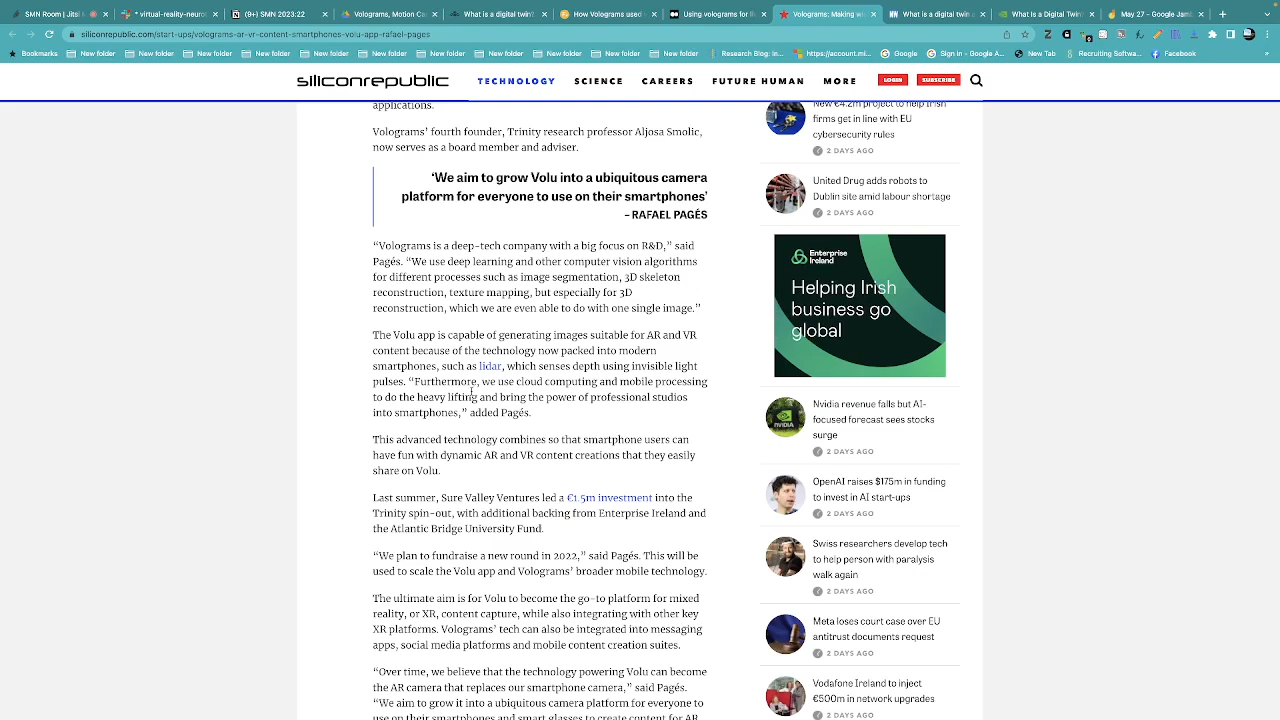 SMN Room | Jitsi
virtual-reality-neurov
(9+) SMN 2023:22
Volograms, Motion Ca
What is a digital twin?
How Volograms used
Using volograms for
Volograms: Making vi
What is a digital twin a
What Is a Digital Twin
May 27 – Google Jam
siliconrepublic.com/start-ups/volograms-ar-vr-content-smartphones-volu-app-rafael-pages
Bookmarks New folder New folder New folder New folder New folder New folder New folder New folder New folder Research Blog: In... https://account.mi... Google Sign in - Google A... New Tab Recruiting Softwa... Facebook
siliconrepublic TECHNOLOGY SCIENCE CAREERS FUTURE HUMAN MORE LOGIN SUBSCRIBE
applications.
Volograms’ fourth founder, Trinity research professor Aljosa Smolic,
now serves as a board member and adviser.
‘We aim to grow Volu into a ubiquitous camera
platform for everyone to use on their smartphones’
– RAFAEL PAGÉS
“Volograms is a deep-tech company with a big focus on R&D,” said
Pagés. “We use deep learning and other computer vision algorithms
for different processes such as image segmentation, 3D skeleton
reconstruction, texture mapping, but especially for 3D
reconstruction, which we are even able to do with one single image.”
The Volu app is capable of generating images suitable for AR and VR
content because of the technology now packed into modern
smartphones, such as lidar, which senses depth using invisible light
pulses. “Furthermore, we use cloud computing and mobile processing
to do the heavy lifting and bring the power of professional studios
into smartphones,” added Pagés.
This advanced technology combines so that smartphone users can
have fun with dynamic AR and VR content creations that they easily
share on Volu.
Last summer, Sure Valley Ventures led a €1.5m investment into the
Trinity spin-out, with additional backing from Enterprise Ireland and
the Atlantic Bridge University Fund.
“We plan to fundraise a new round in 2022,” said Pagés. This will be
used to scale the Volu app and Volograms’ broader mobile technology.
The ultimate aim is for Volu to become the go-to platform for mixed
reality, or XR, content capture, while also integrating with other key
XR platforms. Volograms’ tech can also be integrated into messaging
apps, social media platforms and mobile content creation suites.
“Over time, we believe that the technology powering Volu can become
the AR camera that replaces our smartphone camera,” said Pagés.
“We aim to grow it into a ubiquitous camera platform for everyone to
use on their smartphones and smart glasses to create content for AR
New €4.2m project to help Irish
firms get in line with EU
cybersecurity rules
2 DAYS AGO
United Drug adds robots to
Dublin site amid labour shortage
2 DAYS AGO
Enterprise
Ireland
Helping Irish
business go
global
Nvidia revenue falls but AI-
focused forecast sees stocks
surge
2 DAYS AGO
OpenAI raises $175m in funding
to invest in AI start-ups
2 DAYS AGO
Swiss researchers develop tech
to help person with paralysis
walk again
2 DAYS AGO
Meta loses court case over EU
antitrust documents request
2 DAYS AGO
Vodafone Ireland to inject
€500m in network upgrades
2 DAYS AGO
NVIDIA